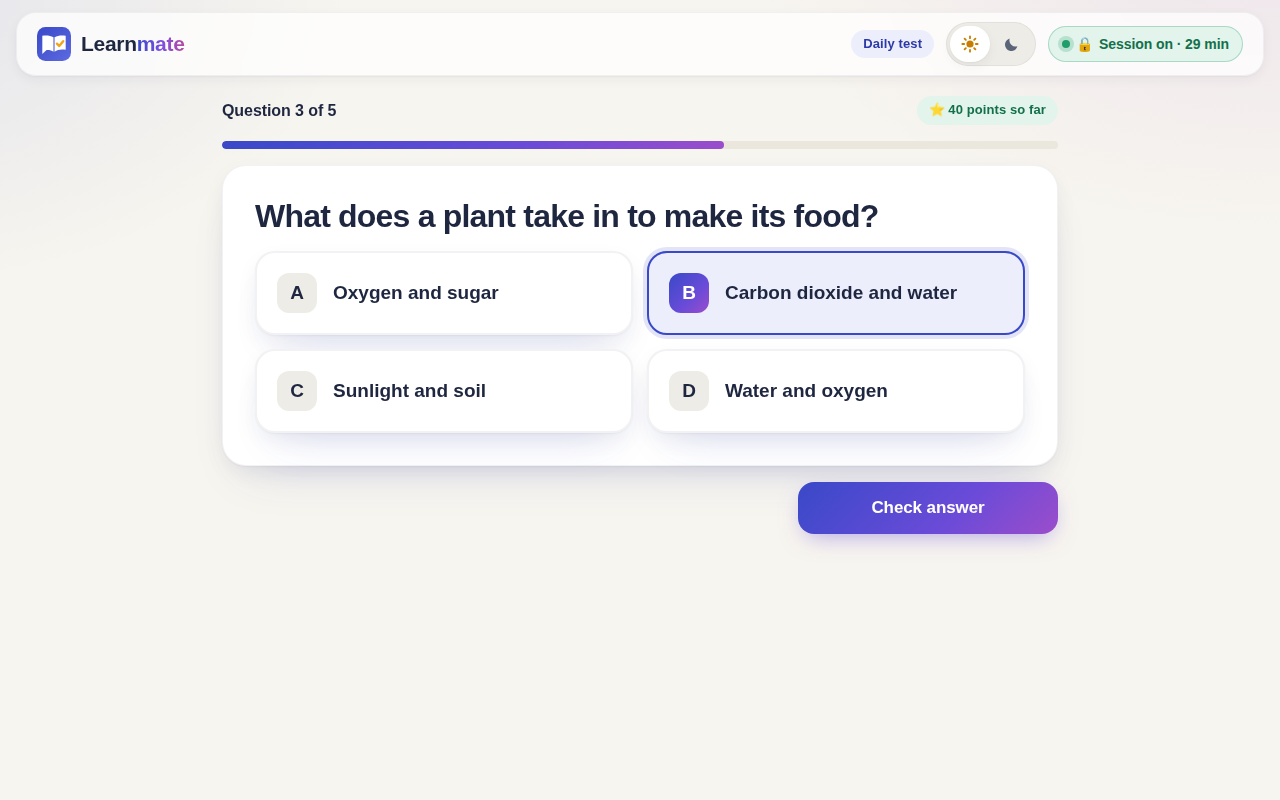 Learnmate
Daily test
Session on · 29 min
Question 3 of 5
40 points so far
What does a plant take in to make its food?
A Oxygen and sugar
B Carbon dioxide and water
C Sunlight and soil
D Water and oxygen
Check answer